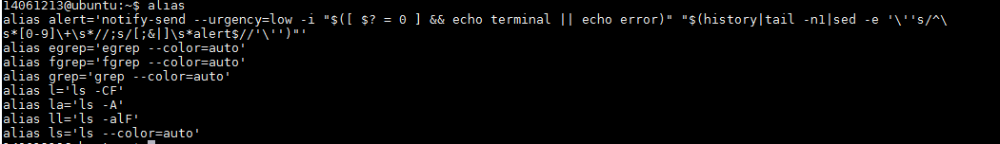 14061213@ubuntu:~$ alias
alias alert='notify-send --urgency=low -i "$([ $? = 0 ] && echo terminal || echo error)" "$(history|tail -n1|sed -e '\''s/^\
s*[0-9]\+\s*//;s/[;&|]\s*alert$//'\'')"'
alias egrep='egrep --color=auto'
alias fgrep='fgrep --color=auto'
alias grep='grep --color=auto'
alias l='ls -CF'
alias la='ls -A'
alias ll='ls -alF'
alias ls='ls --color=auto'